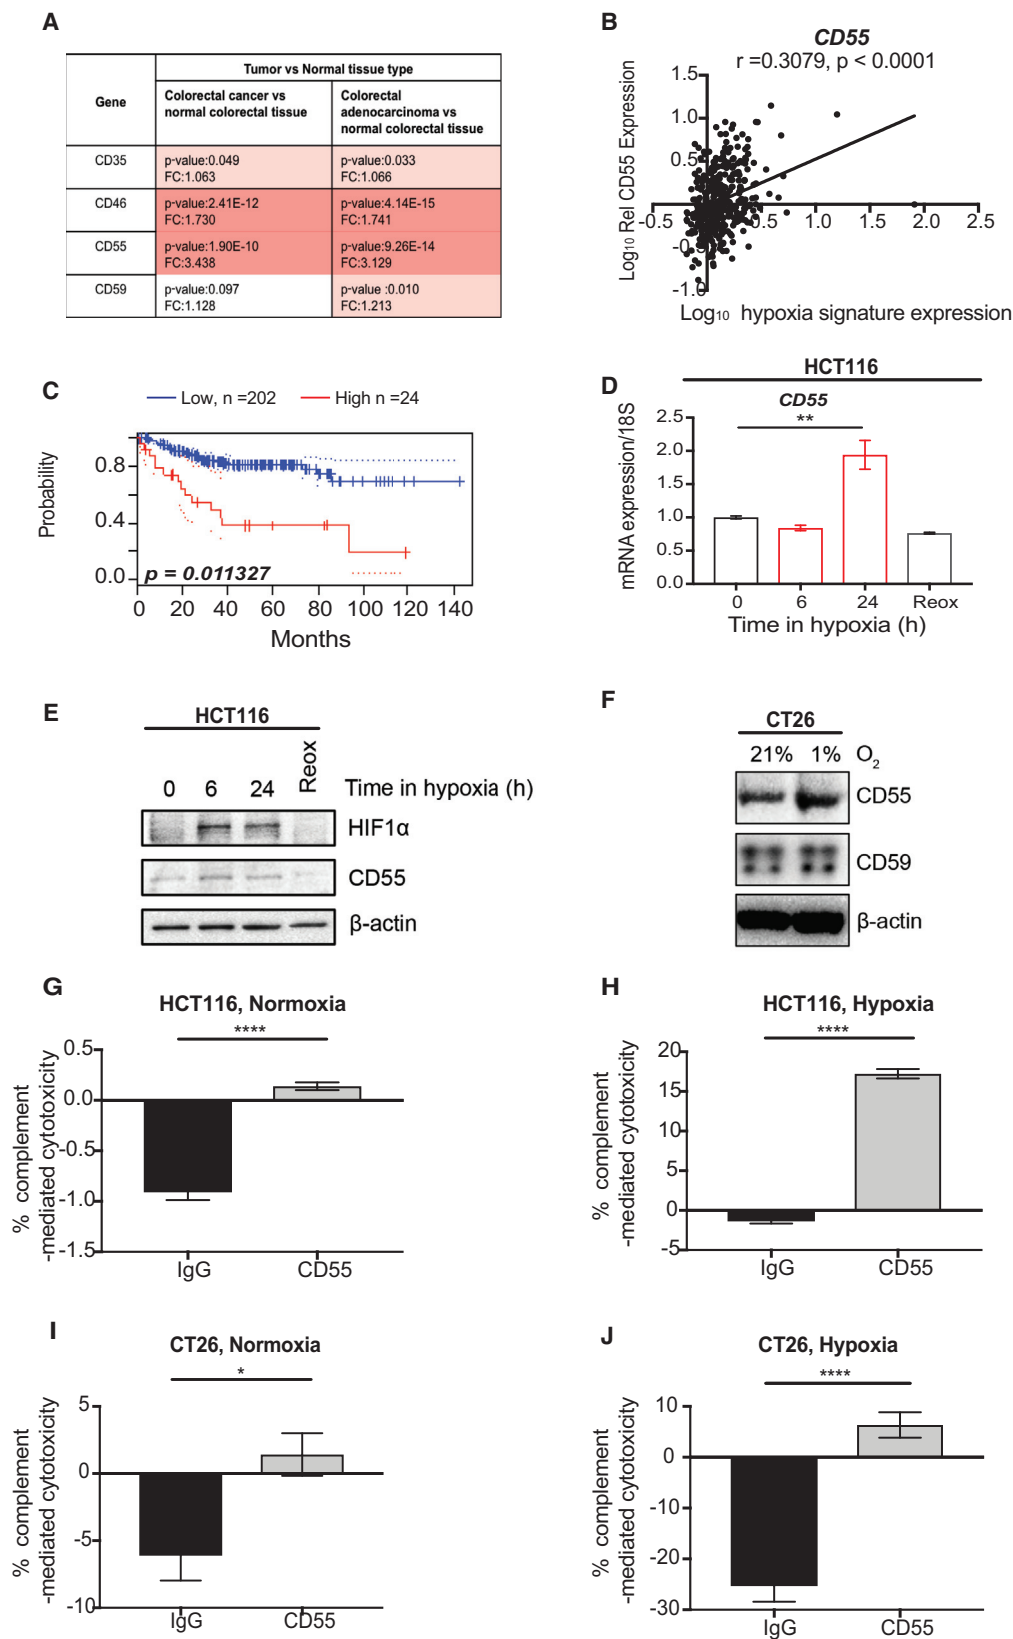 A
Tumor vs Normal tissue type
Gene
Colorectal cancer vs
normal colorectal tissue
Colorectal
adenocarcinoma vs
normal colorectal tissue
CD35
p-value:0.049
FC:1.063
p-value:0.033
FC:1.066
CD46
p-value:2.41E-12
FC:1.730
p-value:4.14E-15
FC:1.741
CD55
p-value:1.90E-10
FC:3.438
p-value:9.26E-14
FC:3.129
CD59
p-value:0.097
FC:1.128
p-value :0.010
FC:1.213
B
CD55
r =0.3079, p < 0.0001
Log10 Rel CD55 Expression
1.5
1.0
0.5
0.0
-0.5
-1.0
-0.5 0.5 1.0 1.5 2.0 2.5
Log10 hypoxia signature expression
C
Low, n =202 High n =24
Probability
0.8
0.4
0.0
p = 0.011327
0 20 40 60 80 100 120 140
Months
D
HCT116
CD55
**
mRNA expression/18S
2.5
2.0
1.5
1.0
0.5
0.0
0 6 24 Reox
Time in hypoxia (h)
E
HCT116
0 6 24 Reox Time in hypoxia (h)
HIF1α
CD55
β-actin
F
CT26
21% 1% O2
CD55
CD59
β-actin
G
HCT116, Normoxia
****
% complement
-mediated cytotoxicity
0.5
0.0
-0.5
-1.0
-1.5
IgG CD55
H
HCT116, Hypoxia
****
% complement
-mediated cytotoxicity
20
15
10
5
0
-5
IgG CD55
I
CT26, Normoxia
*
% complement
-mediated cytotoxicity
5
0
-5
-10
IgG CD55
J
CT26, Hypoxia
****
% complement
-mediated cytotoxicity
10
0
-10
-20
-30
IgG CD55